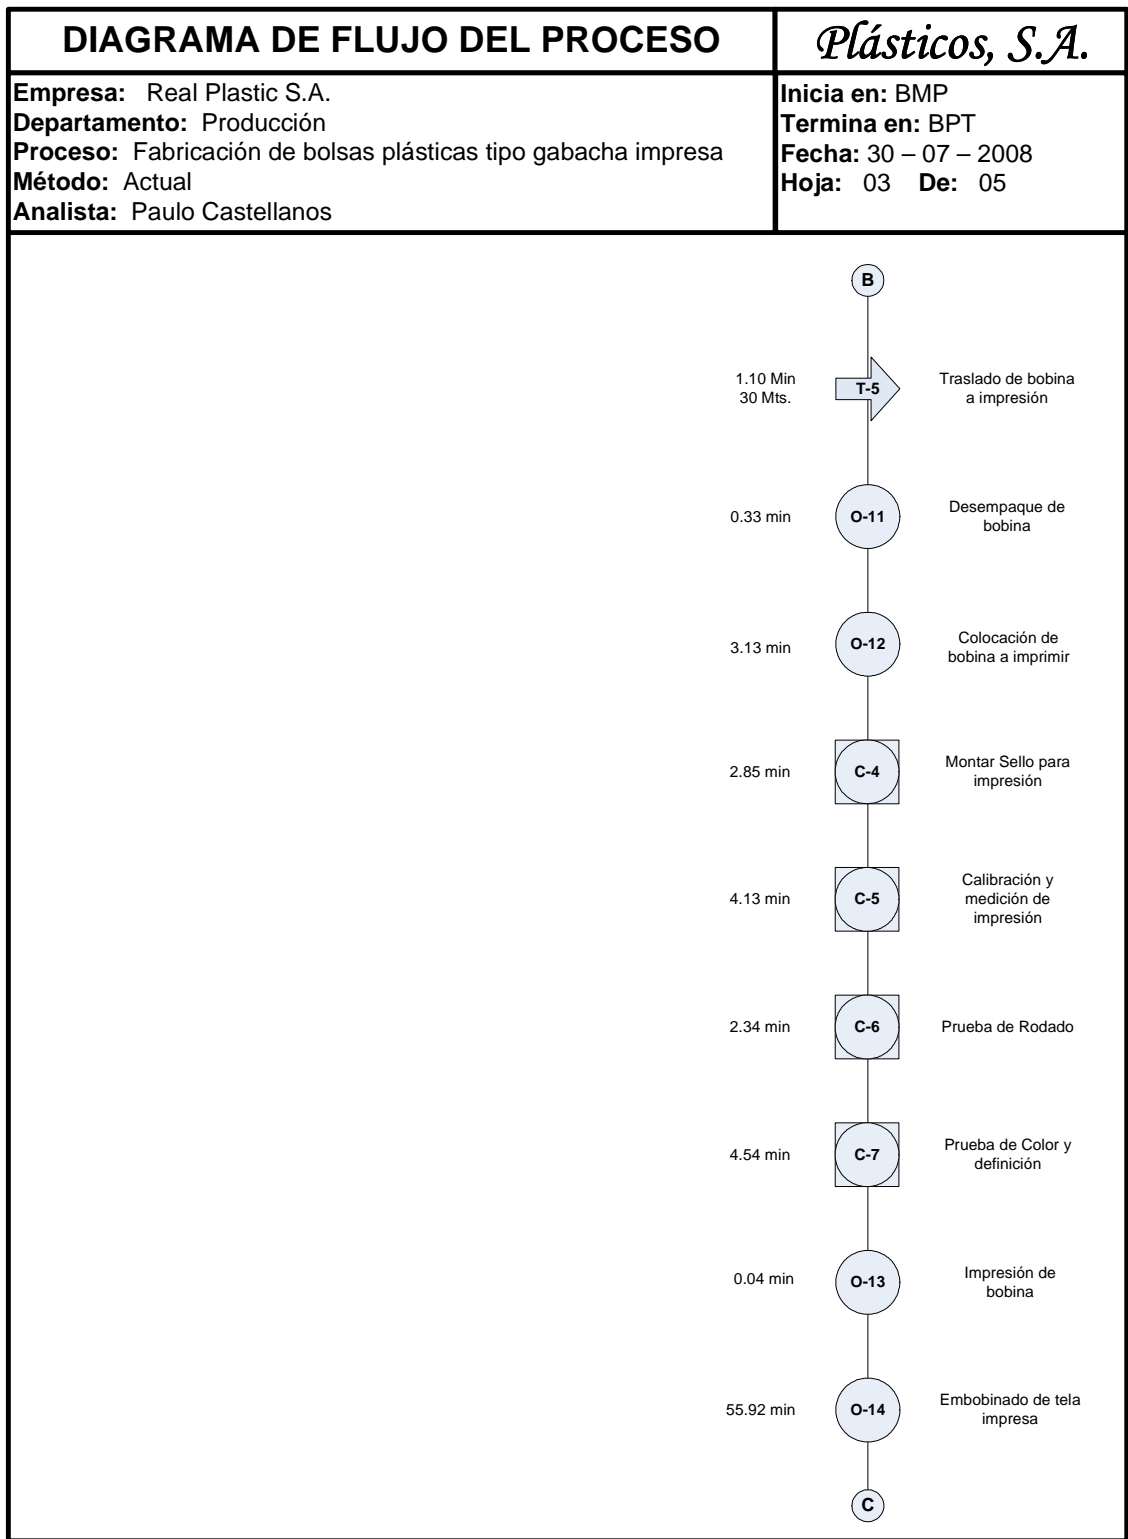 DIAGRAMA DE FLUJO DEL PROCESO
Plásticos, S.A.
Empresa: Real Plastic S.A.
Departamento: Producción
Proceso: Fabricación de bolsas plásticas tipo gabacha impresa
Método: Actual
Analista: Paulo Castellanos
Inicia en: BMP
Termina en: BPT
Fecha: 30 – 07 – 2008
Hoja: 03 De: 05
B
1.10 Min
30 Mts.
T-5
Traslado de bobina
a impresión
0.33 min
O-11
Desempaque de
bobina
3.13 min
O-12
Colocación de
bobina a imprimir
2.85 min
C-4
Montar Sello para
impresión
4.13 min
C-5
Calibración y
medición de
impresión
2.34 min
C-6
Prueba de Rodado
4.54 min
C-7
Prueba de Color y
definición
0.04 min
O-13
Impresión de
bobina
55.92 min
O-14
Embobinado de tela
impresa
C